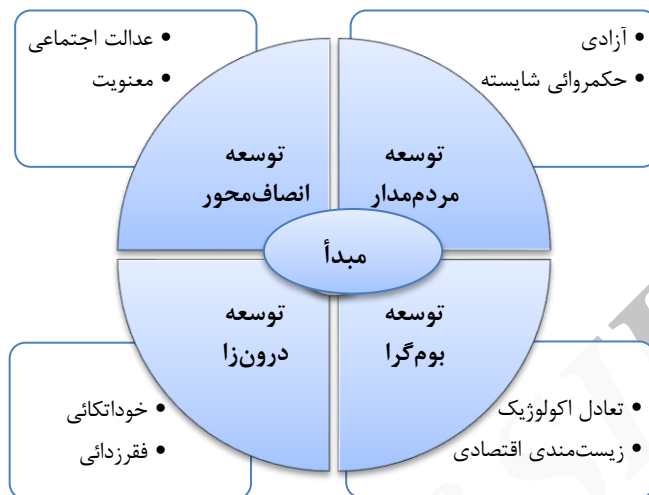 • آزادی
• حکمروائی شایسته
• عدالت اجتماعی
• معنویت
توسعه
مردم‌مدار
توسعه
انصاف‌محور
مبدأ
توسعه
بوم‌گرا
توسعه
درون‌زا
• تعادل اکولوژیک
• زیست‌مندی اقتصادی
• خوداتکائی
• فقرزدائی